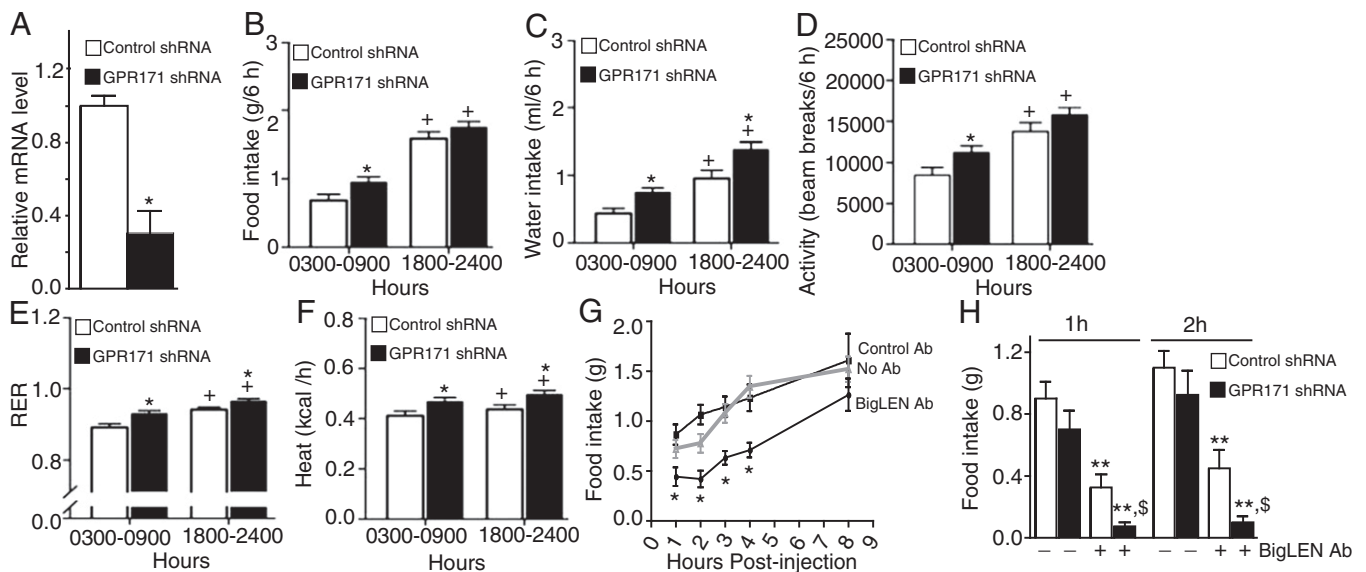 A
Control shRNA
GPR171 shRNA
Relative mRNA level
1.2
0.8
0.4
0.0
*
B
Control shRNA
GPR171 shRNA
Food intake (g/6 h)
3
2
1
0
*
+
+
0300-0900
1800-2400
Hours
C
Control shRNA
GPR171 shRNA
Water intake (ml/6 h)
3
2
1
0
*
+
*
+
0300-0900
1800-2400
Hours
D
Control shRNA
GPR171 shRNA
Activity (beam breaks/6 h)
25000
20000
15000
10000
5000
0
*
+
+
0300-0900
1800-2400
Hours
E
Control shRNA
GPR171 shRNA
RER
1.2
1.0
0.8
0.0
*
+
*
+
0300-0900
1800-2400
Hours
F
Control shRNA
GPR171 shRNA
Heat (kcal /h)
0.8
0.6
0.4
0.2
0.0
*
+
*
+
0300-0900
1800-2400
Hours
G
Food intake (g)
2.0
1.5
1.0
0.5
0.0
Control Ab
No Ab
BigLEN Ab
* * * *
0 1 2 3 4 5 6 7 8 9
Hours Post-injection
H
1h
2h
Control shRNA
GPR171 shRNA
Food intake (g)
1.2
0.8
0.4
0.0
**
**,$
**
**,$
– – + + – – + + BigLEN Ab